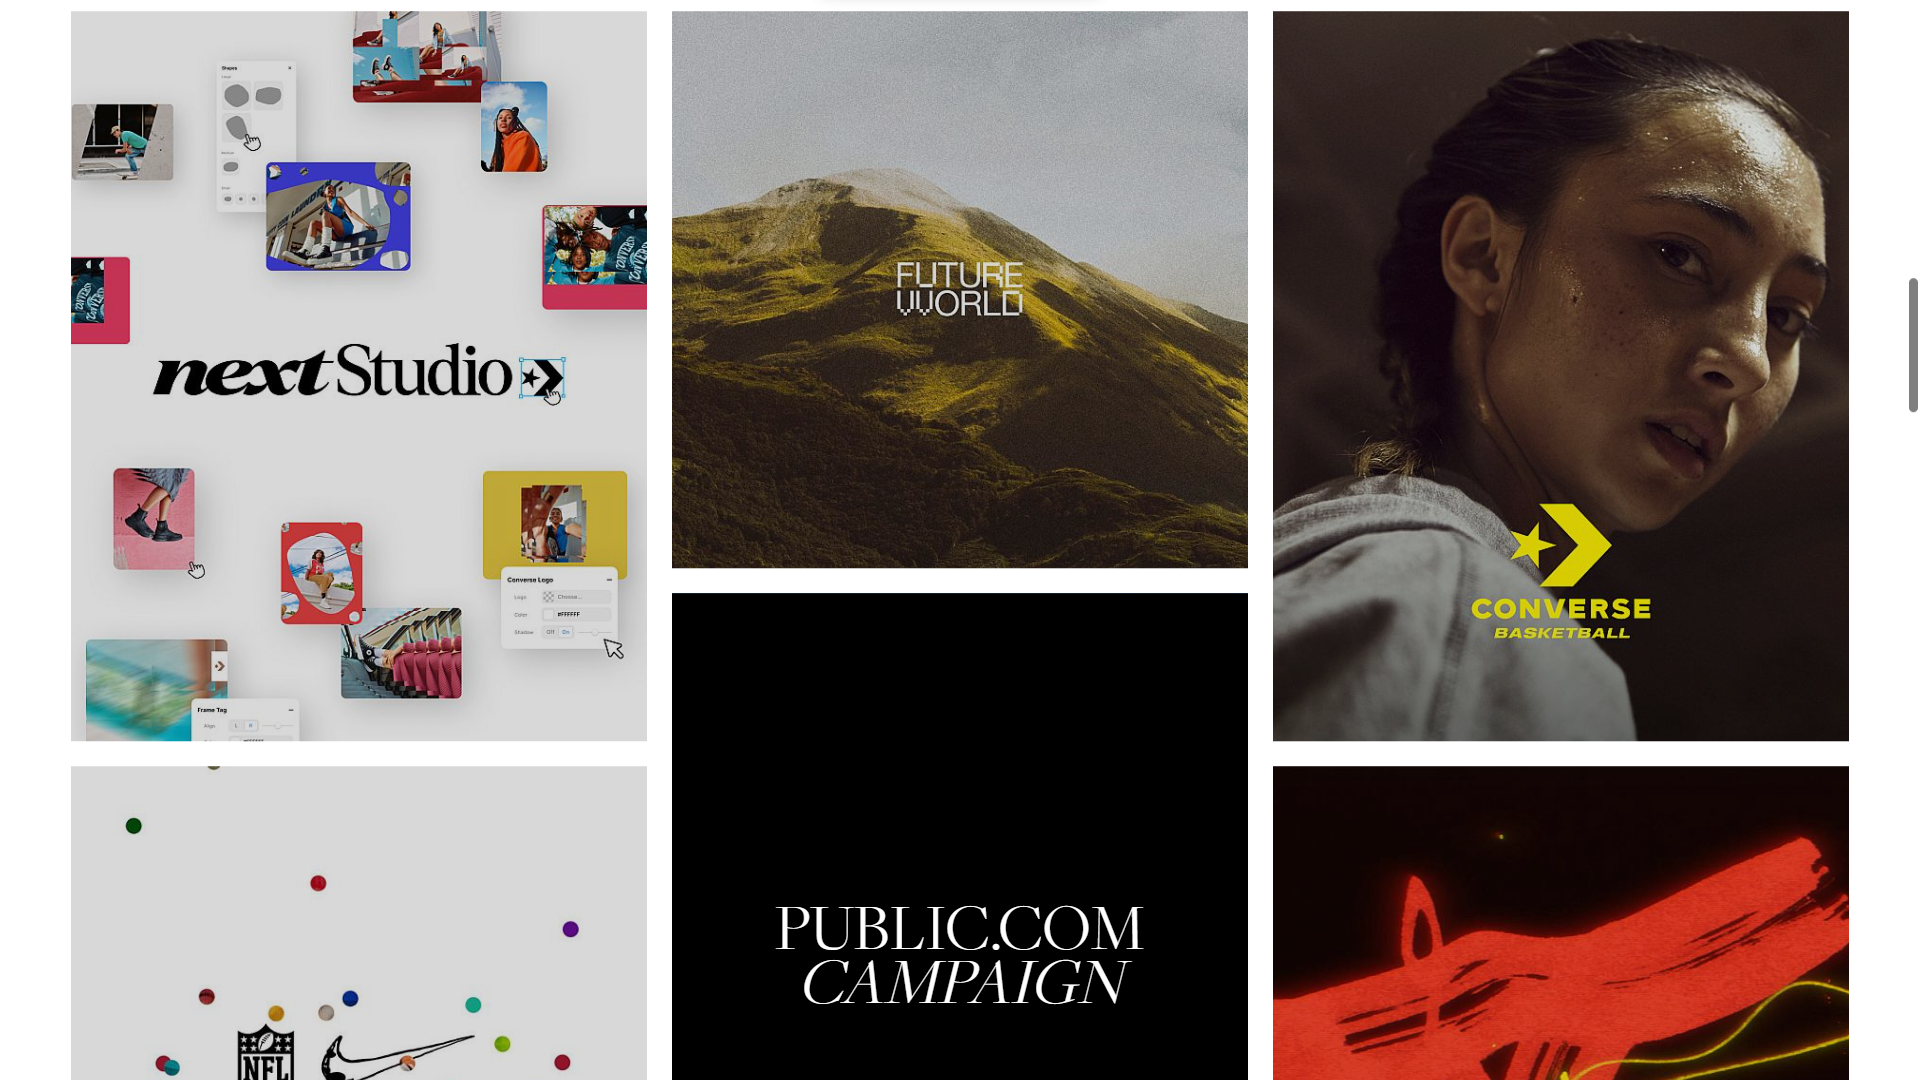 Shapes
nextStudio
Converse Logo
Logo
Choose...
Color
#FFFFFF
Shadow
Off
On
Frame Tag
Align
L
R
NFL
FUTURE
WORLD
PUBLIC.COM
CAMPAIGN
CONVERSE
BASKETBALL